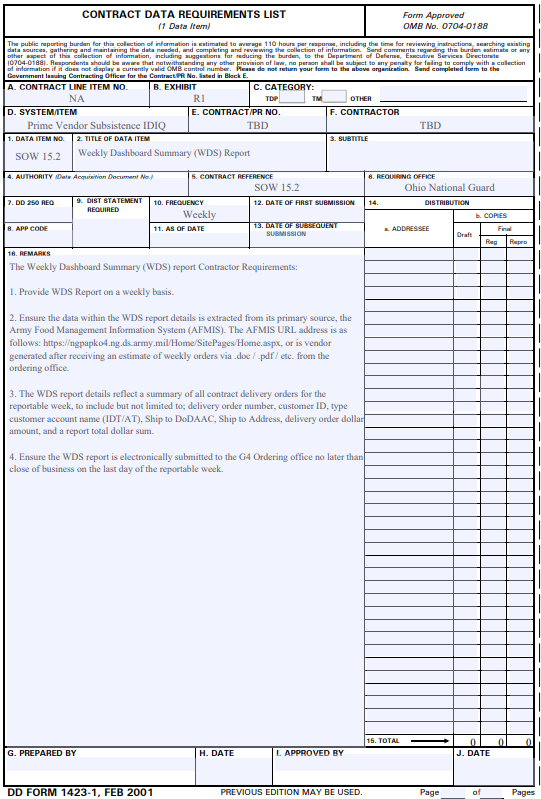 CONTRACT DATA REQUIREMENTS LIST
(1 Data Item)
Form Approved
OMB No. 0704-0188
The public reporting burden for this collection of information is estimated to average 110 hours per response, including the time for reviewing instructions, searching existing
data sources, gathering and maintaining the data needed, and completing and reviewing the collection of information. Send comments regarding this burden estimate or any
other aspect of this collection of information, including suggestions for reducing the burden, to the Department of Defense, Executive Services Directorate
(0704-0188). Respondents should be aware that notwithstanding any other provision of law, no person shall be subject to any penalty for failing to comply with a collection
of information if it does not display a currently valid OMB control number. Please do not return your form to the above organization. Send completed form to the
Government Issuing Contracting Officer for the Contract/PR No. listed in Block E.
A. CONTRACT LINE ITEM NO.
NA
B. EXHIBIT
R1
C. CATEGORY:
TDP TM OTHER
D. SYSTEM/ITEM
Prime Vendor Subsistence IDIQ
E. CONTRACT/PR NO.
TBD
F. CONTRACTOR
TBD
1. DATA ITEM NO.
SOW 15.2
2. TITLE OF DATA ITEM
Weekly Dashboard Summary (WDS) Report
3. SUBTITLE
4. AUTHORITY (Data Acquisition Document No.)
5. CONTRACT REFERENCE
SOW 15.2
6. REQUIRING OFFICE
Ohio National Guard
7. DD 250 REQ
9. DIST STATEMENT
REQUIRED
10. FREQUENCY
Weekly
12. DATE OF FIRST SUBMISSION
14. DISTRIBUTION
8. APP CODE
11. AS OF DATE
13. DATE OF SUBSEQUENT
SUBMISSION
a. ADDRESSEE
b. COPIES
Draft
Final
Reg
Repro
16. REMARKS
The Weekly Dashboard Summary (WDS) report Contractor Requirements:
1. Provide WDS Report on a weekly basis.
2. Ensure the data within the WDS report details is extracted from its primary source, the
Army Food Management Information System (AFMIS). The AFMIS URL address is as
follows: https://ngpapko4.ng.ds.army.mil/Home/SitePages/Home.aspx, or is vendor
generated after receiving an estimate of weekly orders via .doc / .pdf / etc. from the
ordering office.
3. The WDS report details reflect a summary of all contract delivery orders for the
reportable week, to include but not limited to; delivery order number, customer ID, type
customer account name (IDT/AT), Ship to DoDAAC, Ship to Address, delivery order dollar
amount, and a report total dollar sum.
4. Ensure the WDS report is electronically submitted to the G4 Ordering office no later than
close of business on the last day of the reportable week.
15. TOTAL 0 0 0
G. PREPARED BY
H. DATE
I. APPROVED BY
J. DATE
DD FORM 1423-1, FEB 2001
PREVIOUS EDITION MAY BE USED.
Page of Pages